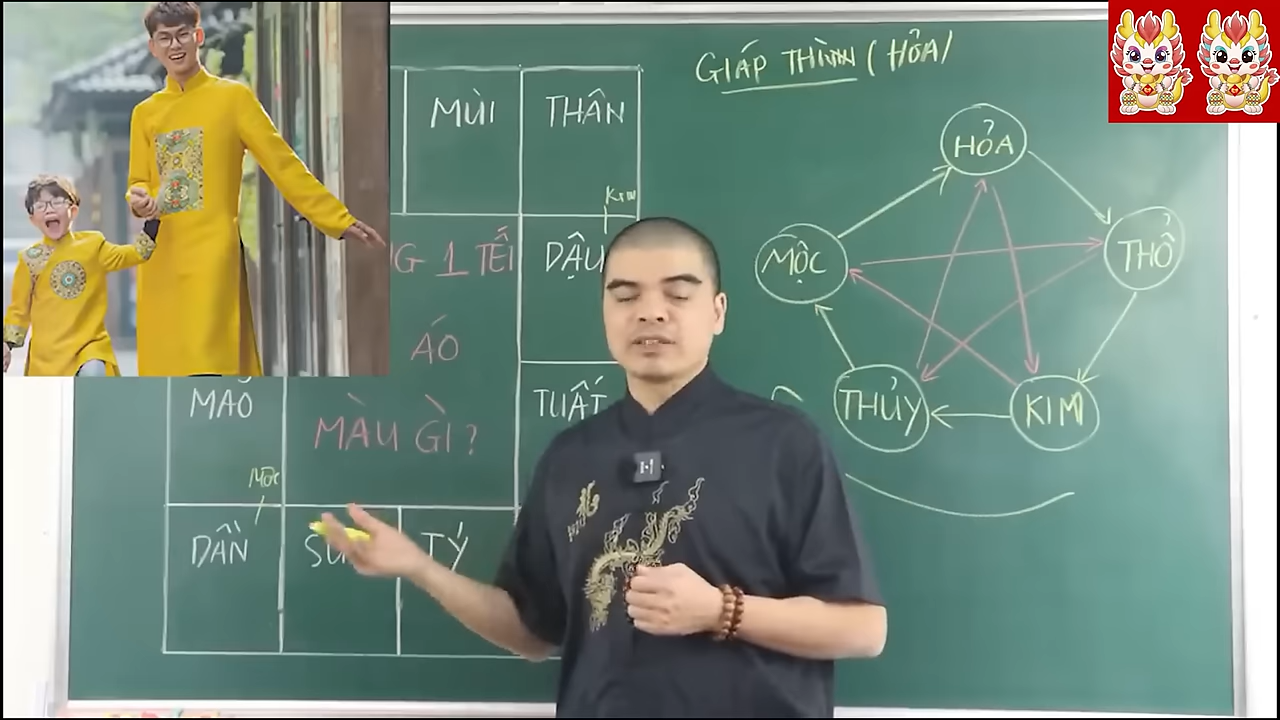 GIÁP THÌNH (HỎA)
MÙI
THÂN
Kim
G 1 TẾT
DẬU
ÁO
MÀU GÌ?
MÃO
TUẤT
Mộc
DẦN
TÝ
HỎA
THỔ
KIM
THỦY
MỘC